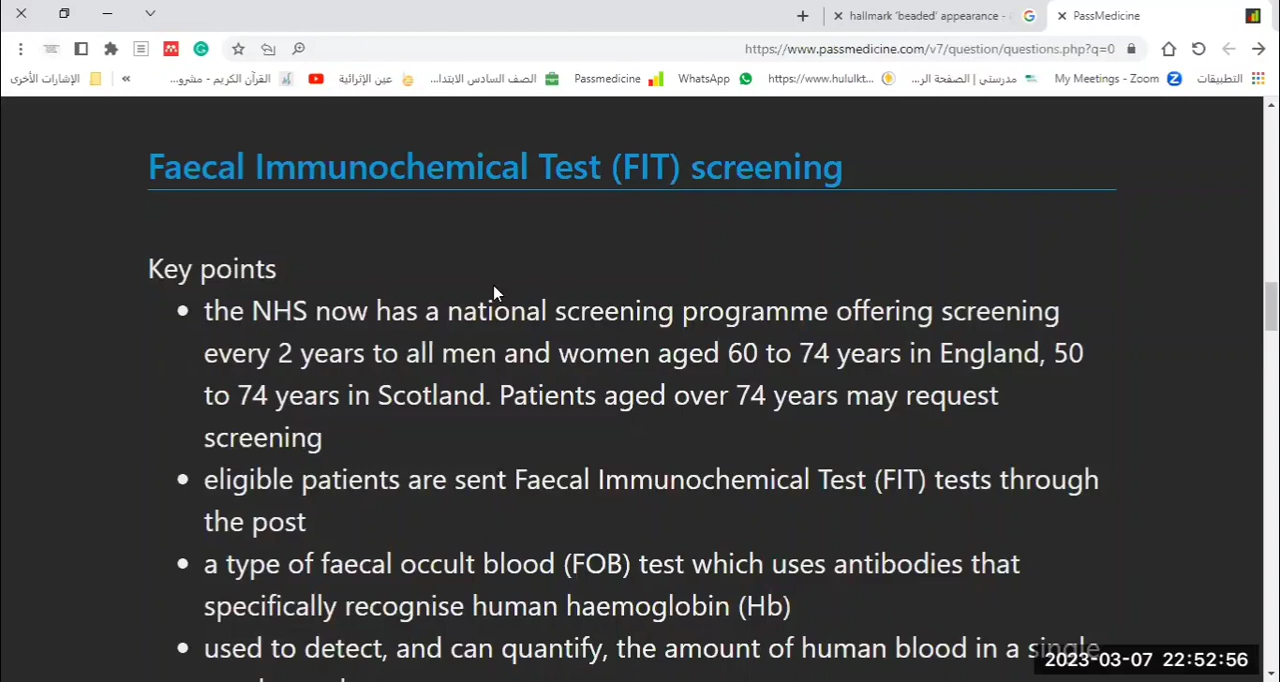 hallmark 'beaded' appearance -
PassMedicine
https://www.passmedicine.com/v7/question/questions.php?q=0
التطبيقات
My Meetings - Zoom
مدرستي | الصفحة الر...
https://www.hululkt...
WhatsApp
Passmedicine
الصف السادس الابتدا...
عين الإثرائية
القرآن الكريم - مشرو...
«
الإشارات الأخرى
Faecal Immunochemical Test (FIT) screening
Key points
• the NHS now has a national screening programme offering screening
every 2 years to all men and women aged 60 to 74 years in England, 50
to 74 years in Scotland. Patients aged over 74 years may request
screening
• eligible patients are sent Faecal Immunochemical Test (FIT) tests through
the post
• a type of faecal occult blood (FOB) test which uses antibodies that
specifically recognise human haemoglobin (Hb)
• used to detect, and can quantify, the amount of human blood in a single
2023-03-07 22:52:56